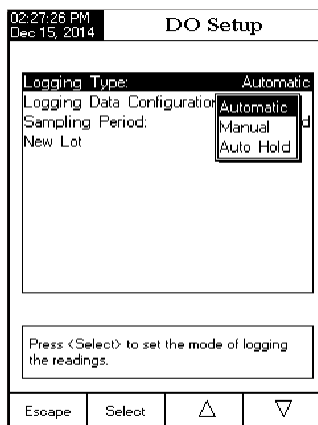 02:27:26 PM
Dec 15, 2014
DO Setup
Logging Type: Automatic
Logging Data Configuration
Sampling Period: d
New Lot
Automatic
Manual
Auto Hold
Press <Select> to set the mode of logging
the readings.
Escape Select △ ▽